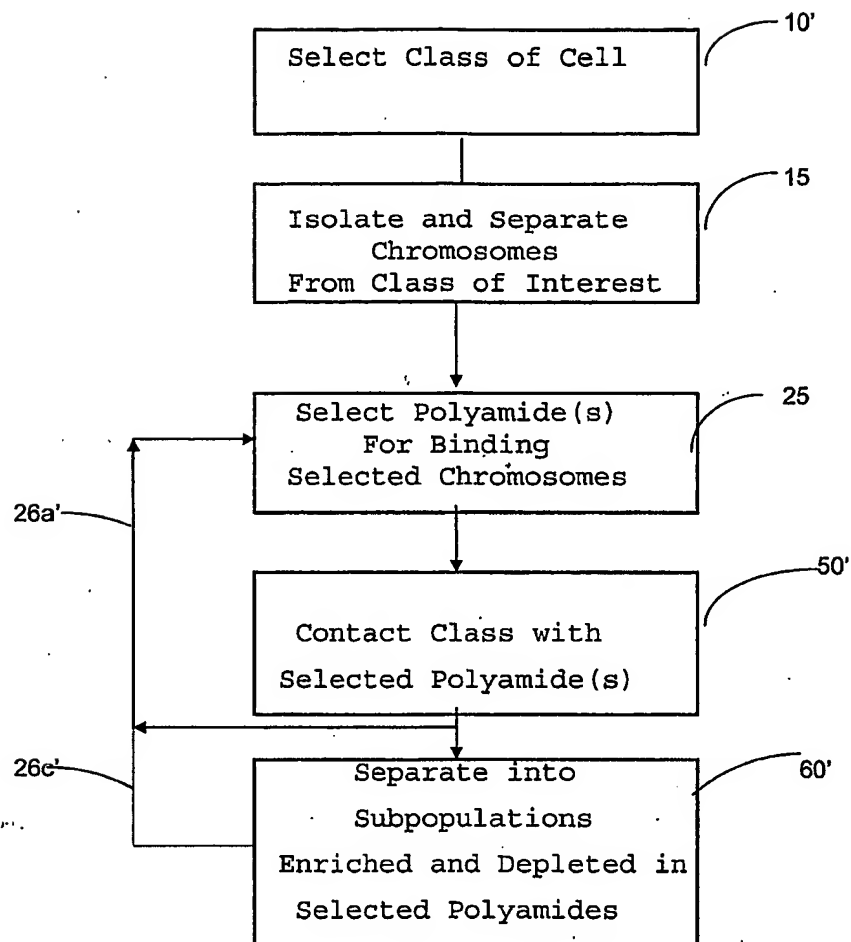 10'
Select Class of Cell
15
Isolate and Separate
Chromosomes
From Class of Interest
25
Select Polyamide(s)
For Binding
Selected Chromosomes
26a'
50'
Contact Class with
Selected Polyamide(s)
26c'
60'
Separate into
Subpopulations
Enriched and Depleted in
Selected Polyamides